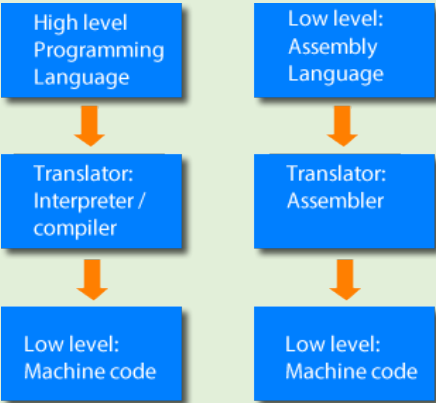 High level
Programming
Language
Low level:
Assembly
Language
Translator:
Interpreter /
compiler
Translator:
Assembler
Low level:
Machine code
Low level:
Machine code